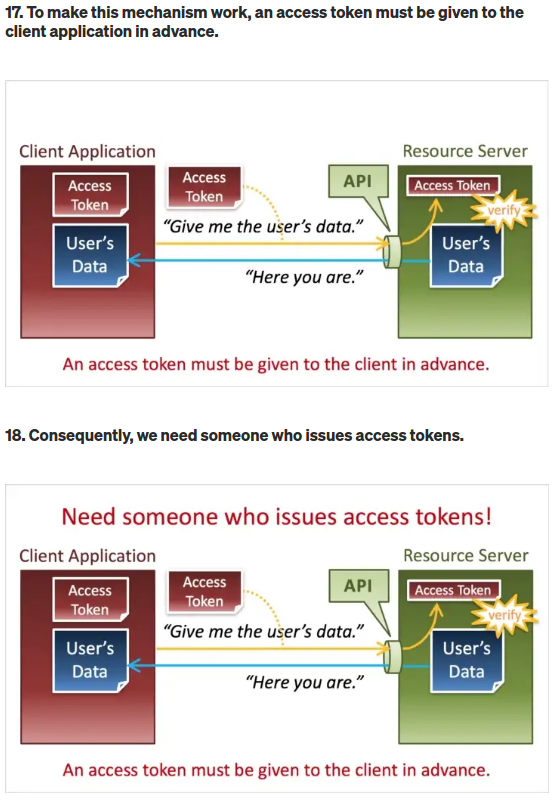 17. To make this mechanism work, an access token must be given to the
client application in advance.
Client Application
Resource Server
Access
Token
Access
Token
API
Access Token
verify
"Give me the user's data."
User's
Data
User's
Data
"Here you are."
An access token must be given to the client in advance.
18. Consequently, we need someone who issues access tokens.
Need someone who issues access tokens!
Client Application
Resource Server
Access
Token
Access
Token
API
Access Token
verify
"Give me the user's data."
User's
Data
User's
Data
"Here you are."
An access token must be given to the client in advance.